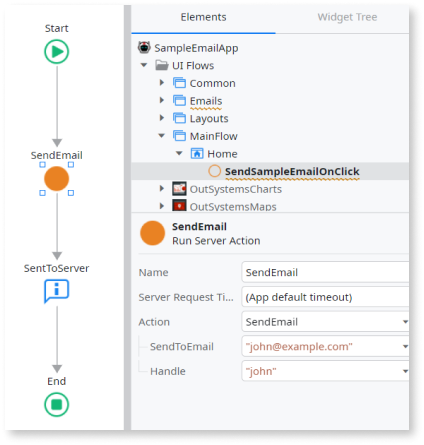 Start
SendEmail
SentToServer
End
Elements
Widget Tree
SampleEmailApp
UI Flows
Common
Emails
Layouts
MainFlow
Home
SendSampleEmailOnClick
OutSystemsCharts
OutSystemsMaps
SendEmail
Run Server Action
Name
SendEmail
Server Request Ti...
(App default timeout)
Action
SendEmail
SendToEmail
"john@example.com"
Handle
"john"